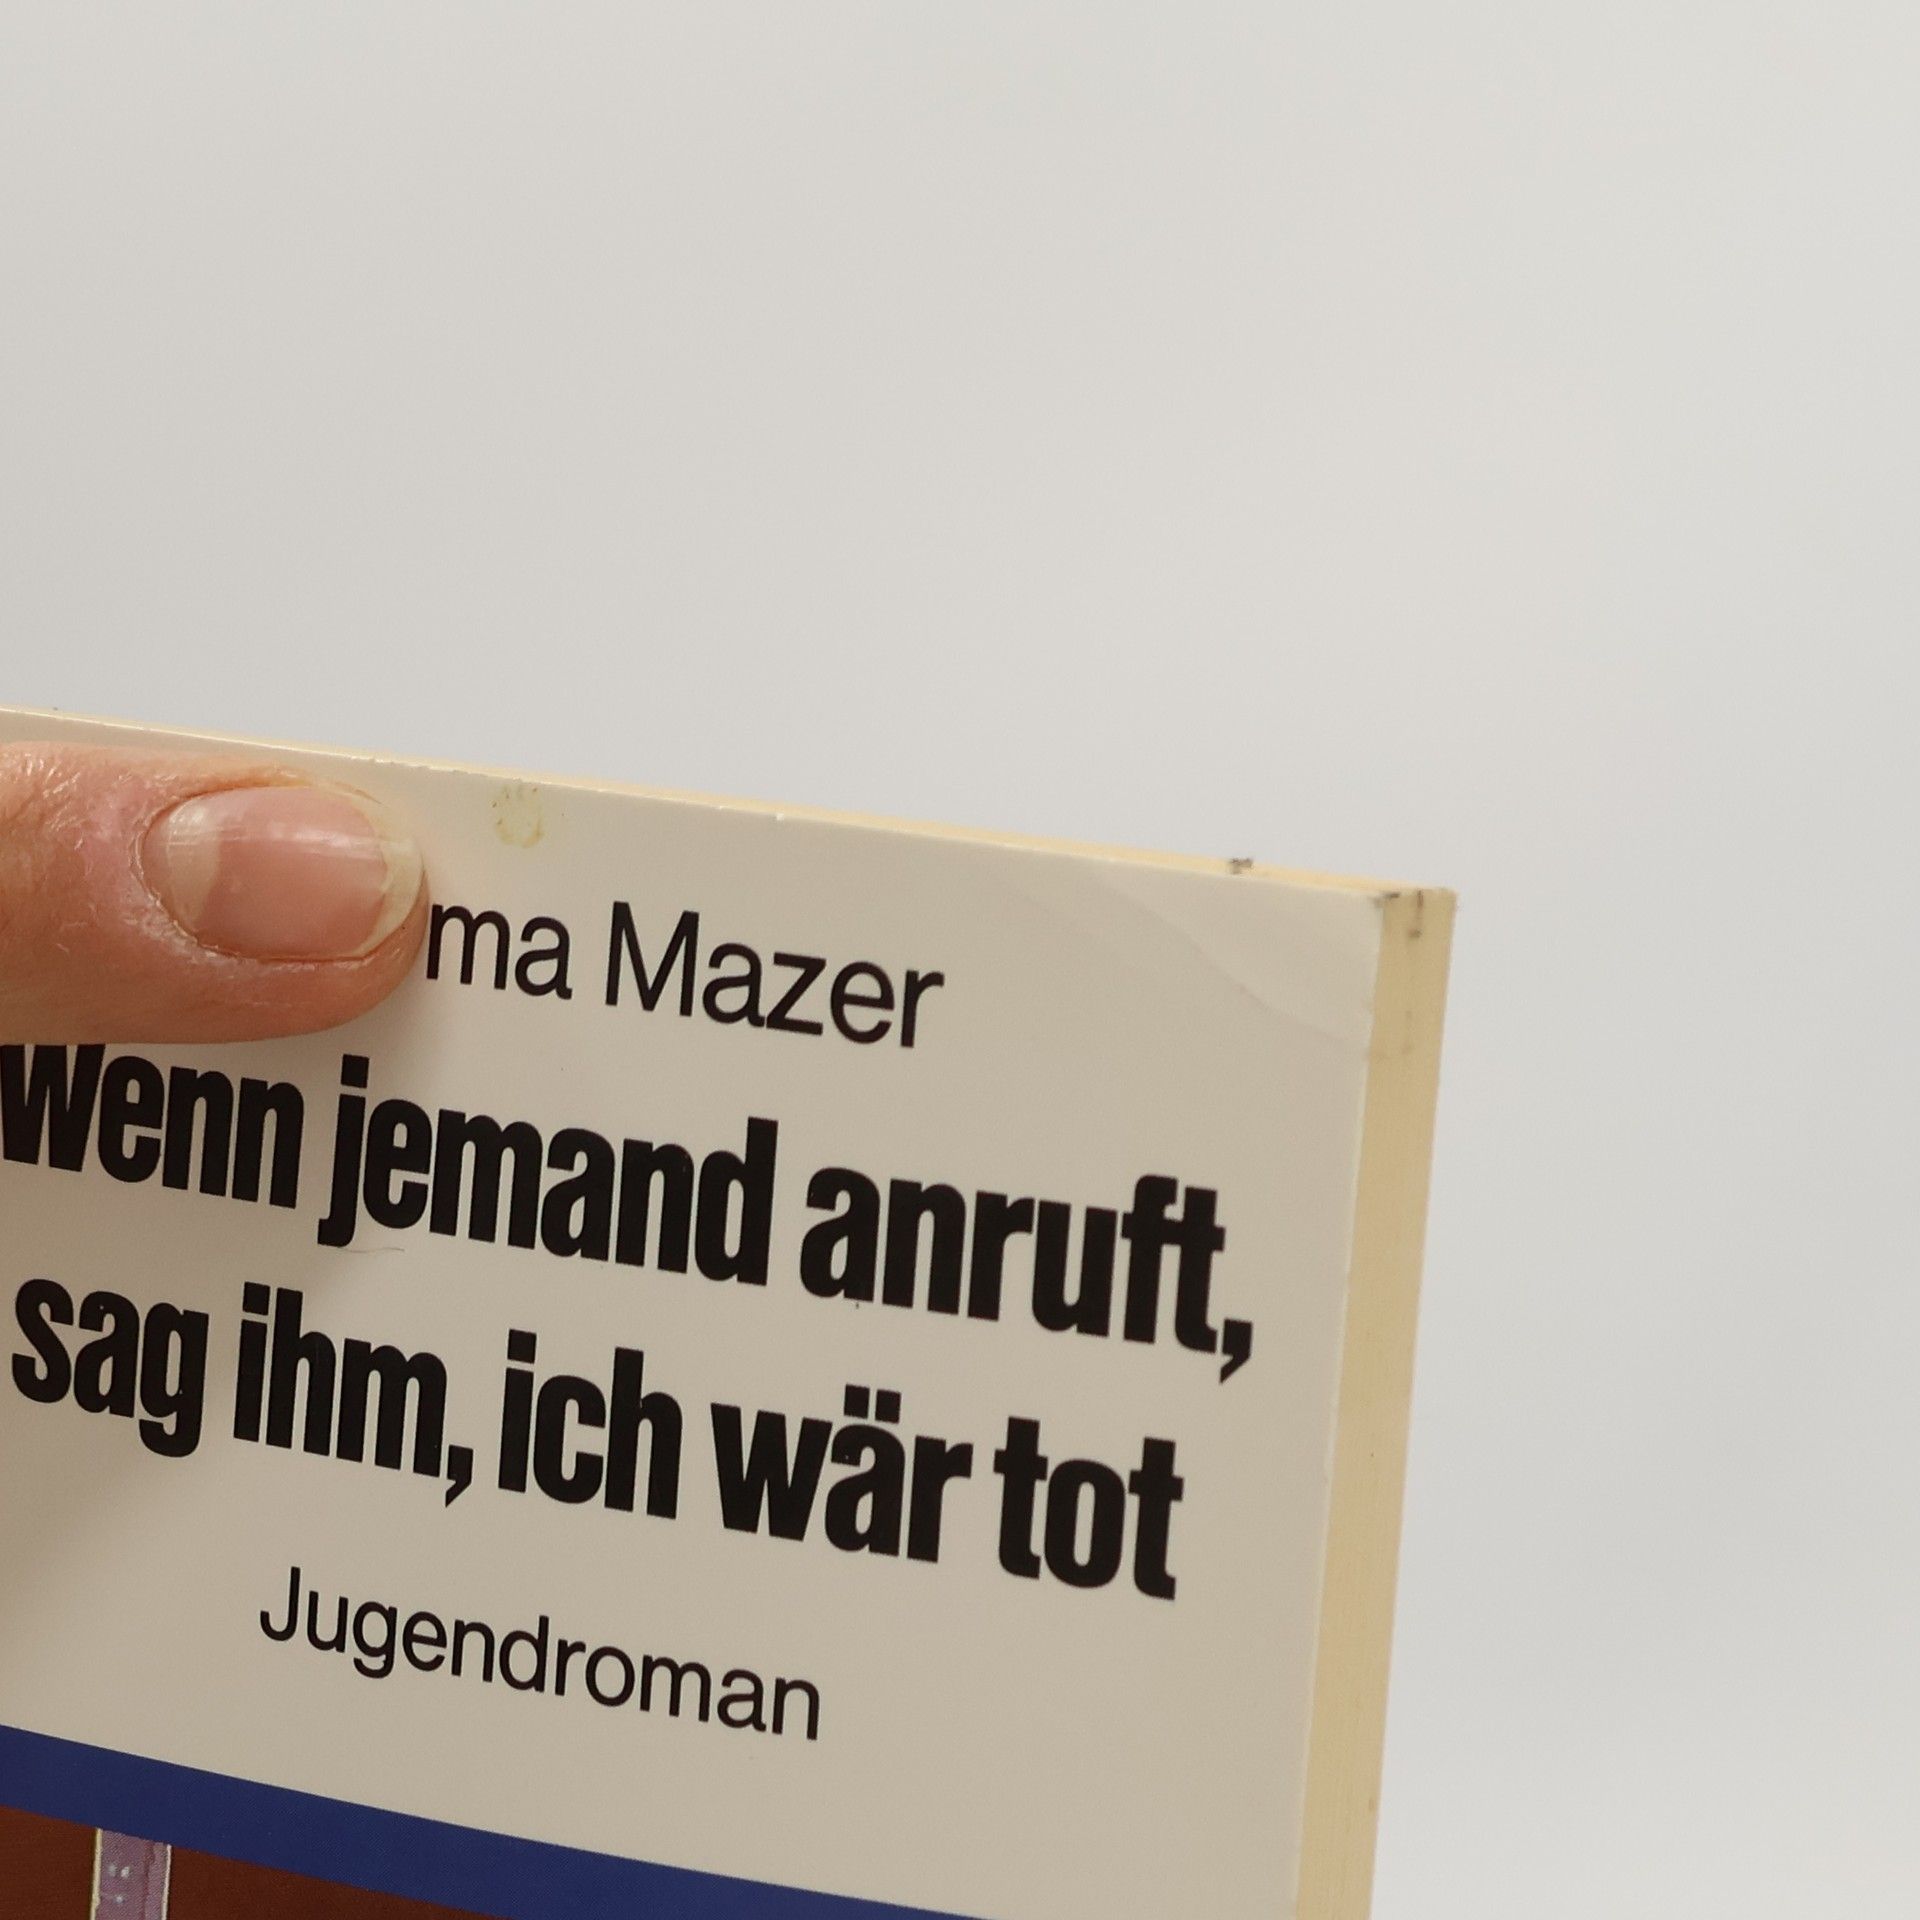 ma Mazer
Wenn jemand anruft,
sag ihm, ich wär tot
Jugendroman